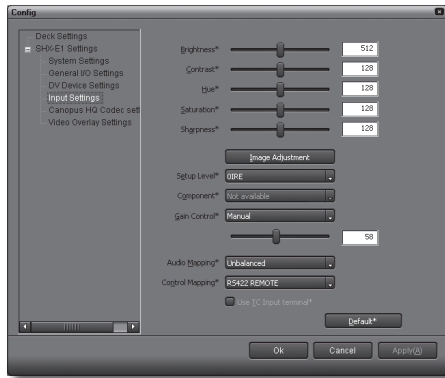 Config
Deck Settings
SHX-E1 Settings
System Settings
General I/O Settings
DV Device Settings
Input Settings
Canopus HQ Codec sett
Video Overlay Settings
Brightness* 512
Contrast* 128
Hue* 128
Saturation* 128
Sharpness* 128
Image Adjustment
Setup Level* 0IRE
Component* Not available
Gain Control* Manual
58
Audio Mapping* Unbalanced
Control Mapping* RS422 REMOTE
Use TC Input terminal*
Default*
Ok Cancel Apply(A)